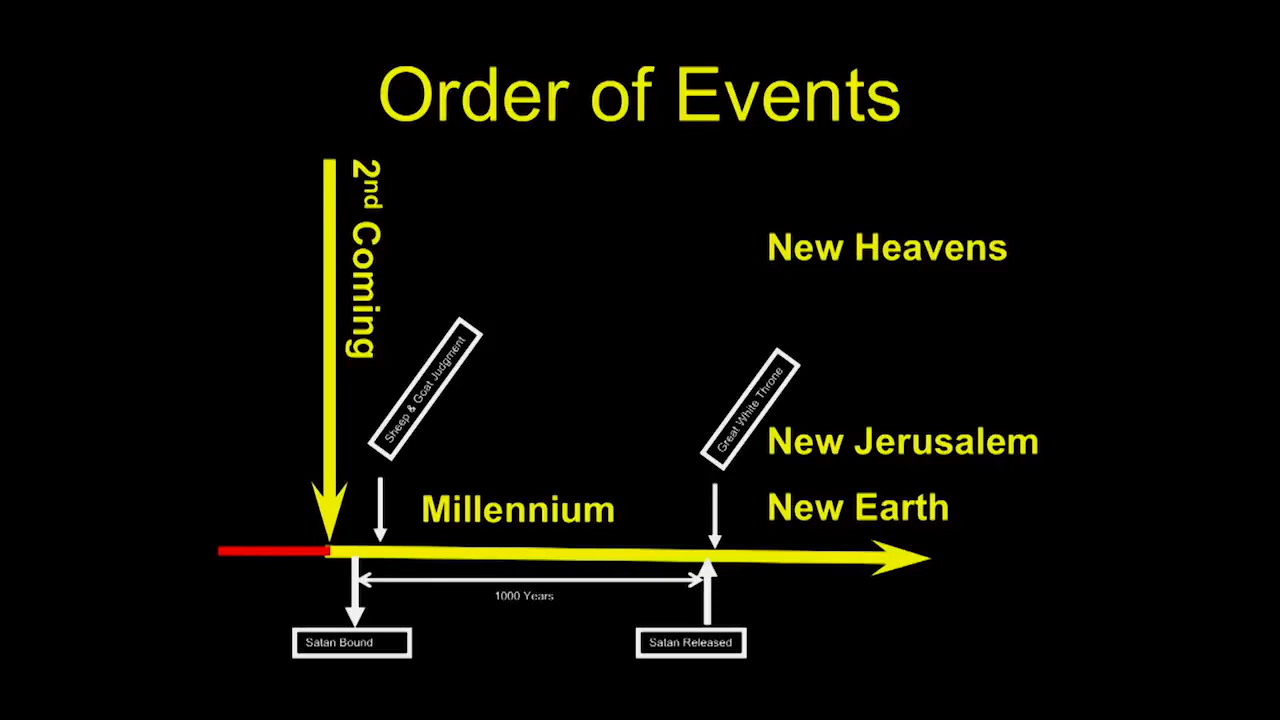 Order of Events
2nd Coming
New Heavens
Sheep & Goat Judgment
Great White Throne
New Jerusalem
Millennium
New Earth
1000 Years
Satan Bound
Satan Released